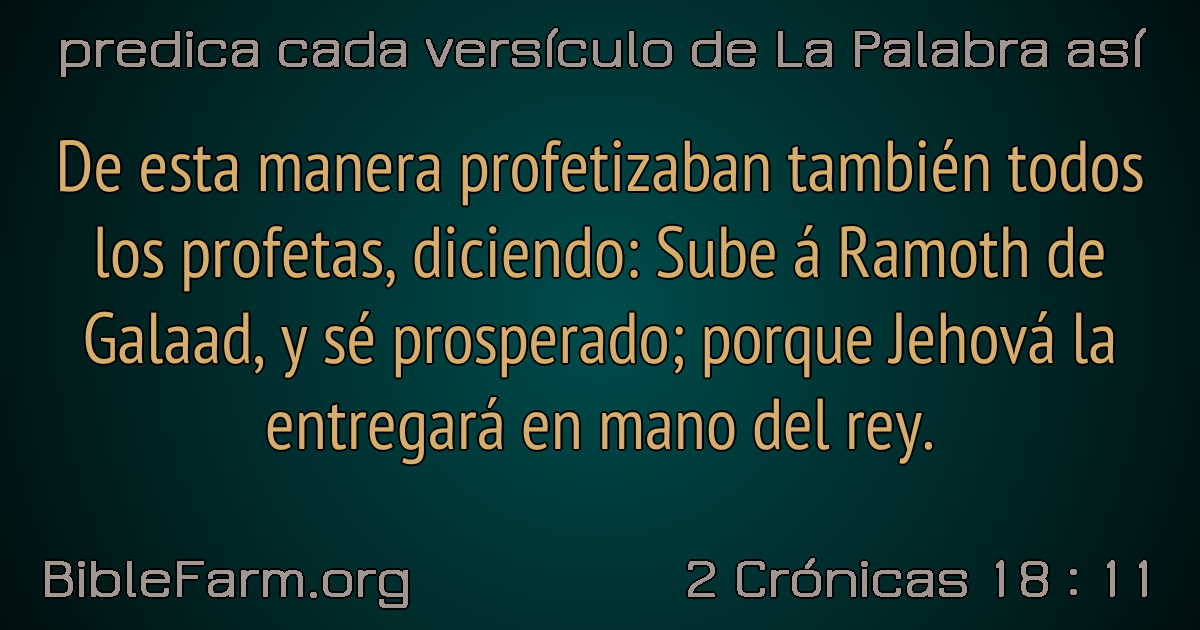 predica cada versículo de La Palabra así
De esta manera profetizaban también todos
los profetas, diciendo: Sube á Ramoth de
Galaad, y sé prosperado; porque Jehová la
entregará en mano del rey.
BibleFarm.org
2 Crónicas 18 : 11